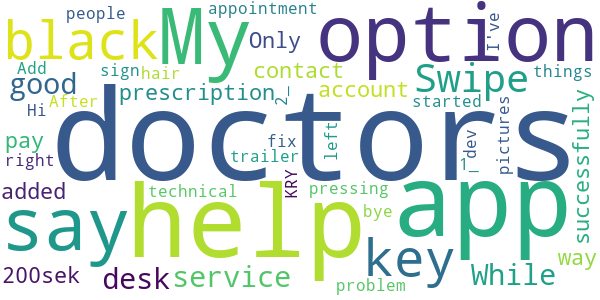 people
appointment
black
My
Only
option
I've
Add
sign
hair
contact
Swipe
things
good
After
prescription
2_
account
started
Hi
doctors
pay
fix
left
dev
pictures
successfully
right
trailer
1
added
say
help
technical
KRY
pressing
app
bye
key
While
way
200sek
desk
service
problem